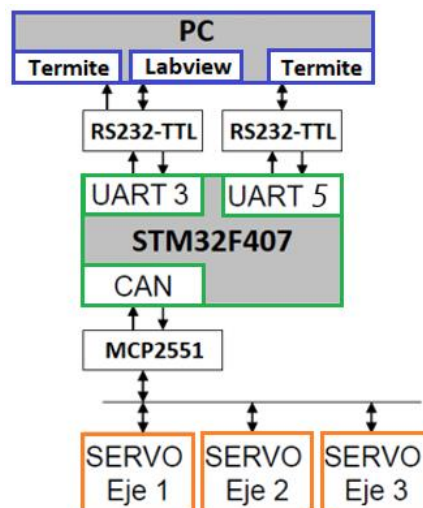 PC
Termite Labview Termite
RS232-TTL RS232-TTL
UART 3 UART 5
STM32F407
CAN
MCP2551
SERVO SERVO SERVO
Eje 1 Eje 2 Eje 3